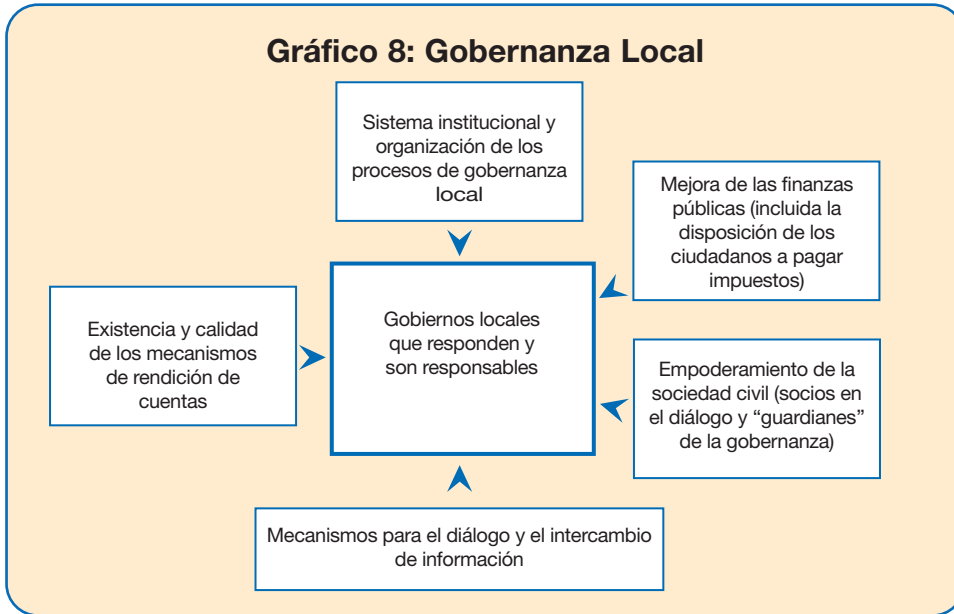 Gráfico 8: Gobernanza Local
Sistema institucional y
organización de los
procesos de gobernanza
local
Mejora de las finanzas
públicas (incluida la
disposición de los
ciudadanos a pagar
impuestos)
Existencia y calidad
de los mecanismos
de rendición de
cuentas
Gobiernos locales
que responden y
son responsables
Empoderamiento de la
sociedad civil (socios en
el diálogo y “guardianes”
de la gobernanza)
Mecanismos para el diálogo y el intercambio
de información